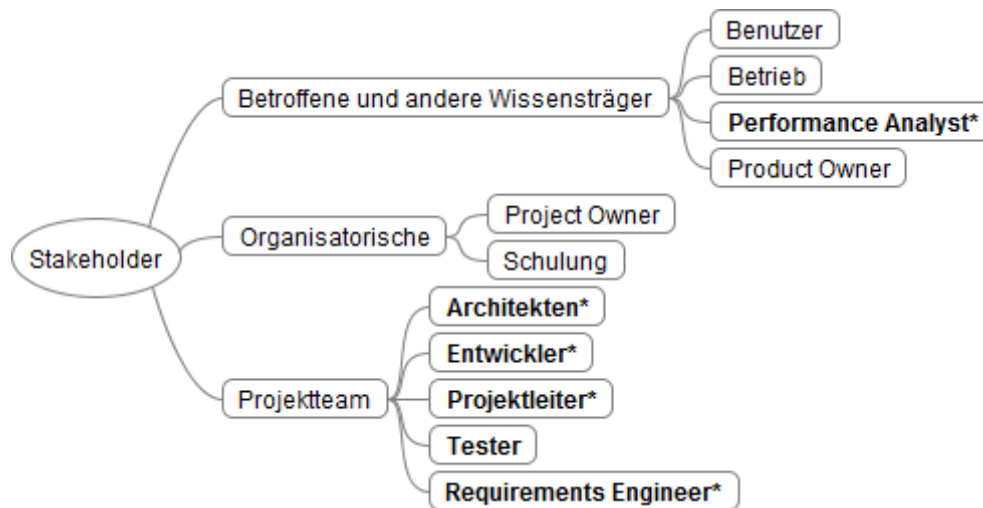 Benutzer
Betrieb
Betroffene und andere Wissensträger
Performance Analyst*
Product Owner
Project Owner
Organisatorische
Stakeholder
Schulung
Architekten*
Entwickler*
Projektteam
Projektleiter*
Tester
Requirements Engineer*